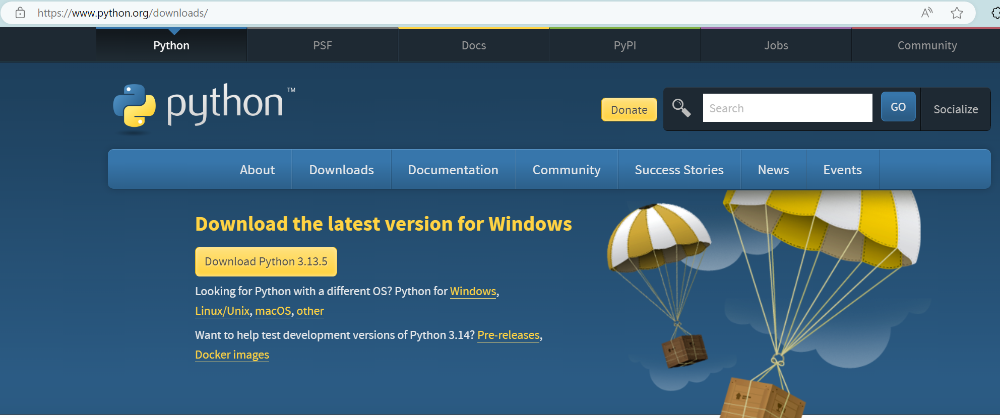 https://www.python.org/downloads/
Python PSF Docs PyPI Jobs Community
python™
Donate Search GO Socialize
About Downloads Documentation Community Success Stories News Events
Download the latest version for Windows
Download Python 3.13.5
Looking for Python with a different OS? Python for Windows,
Linux/Unix, macOS, other
Want to help test development versions of Python 3.14? Pre-releases,
Docker images